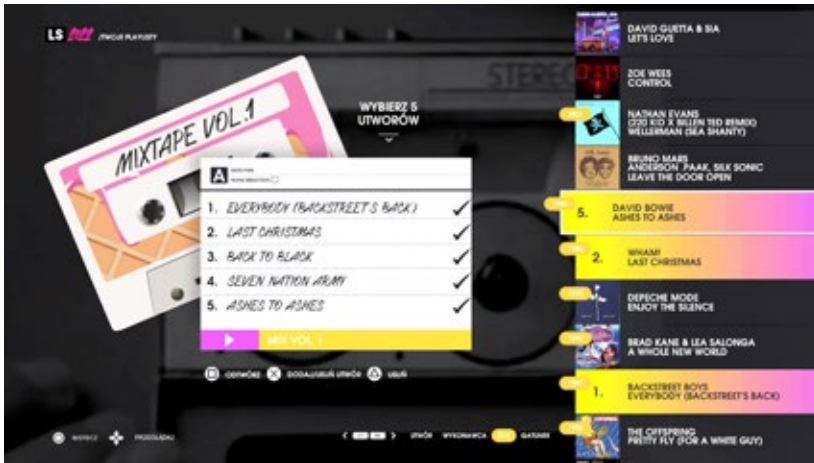 LS 2022 /TWOJE PLAYLISTY
MIXTAPE VOL.1
STEREO
WYBIERZ 5
UTWORÓW
A
1. EVERYBODY (BACKSTREET'S BACK)
2. LAST CHRISTMAS
3. BACK TO BLACK
4. SEVEN NATION ARMY
5. ASHES TO ASHES
MIX VOL. 1
ODTWÓRZ
DODAJ/USUŃ UTWÓR
USUŃ
WSTECZ
PRZEGLĄDAJ
UTWÓR
WYKONAWCA
GATUNEK
DAVID GUETTA & SIA
LET'S LOVE
ZOE WEES
CONTROL
NATHAN EVANS
(220 KID X BILLEN TED REMIX)
WELLERMAN (SEA SHANTY)
BRUNO MARS
ANDERSON .PAAK, SILK SONIC
LEAVE THE DOOR OPEN
5. DAVID BOWIE
ASHES TO ASHES
2. WHAM!
LAST CHRISTMAS
DEPECHE MODE
ENJOY THE SILENCE
BRAD KANE & LEA SALONGA
A WHOLE NEW WORLD
1. BACKSTREET BOYS
EVERYBODY (BACKSTREET'S BACK)
THE OFFSPRING
PRETTY FLY (FOR A WHITE GUY)